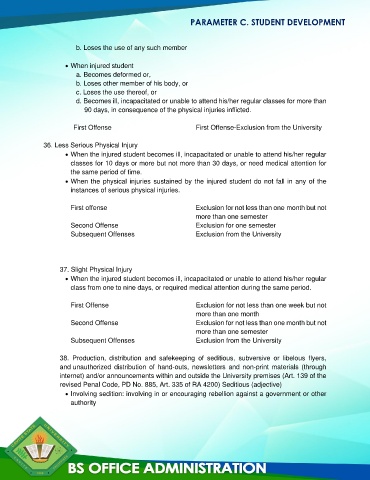 PARAMETER C. STUDENT DEVELOPMENT
b. Loses the use of any such member
• When injured student
a. Becomes deformed or,
b. Loses other member of his body, or
c. Loses the use thereof, or
d. Becomes ill, incapacitated or unable to attend his/her regular classes for more than
90 days, in consequence of the physical injuries inflicted.
First Offense First Offense-Exclusion from the University
36. Less Serious Physical Injury
• When the injured student becomes ill, incapacitated or unable to attend his/her regular
classes for 10 days or more but not more than 30 days, or need medical attention for
the same period of time.
• When the physical injuries sustained by the injured student do not fall in any of the
instances of serious physical injuries.
First offense Exclusion for not less than one month but not
more than one semester
Second Offense Exclusion for one semester
Subsequent Offenses Exclusion from the University
37. Slight Physical Injury
• When the injured student becomes ill, incapacitated or unable to attend his/her regular
class from one to nine days, or required medical attention during the same period.
First Offense Exclusion for not less than one week but not
more than one month
Second Offense Exclusion for not less than one month but not
more than one semester
Subsequent Offenses Exclusion from the University
38. Production, distribution and safekeeping of seditious, subversive or libelous flyers,
and unauthorized distribution of hand-outs, newsletters and non-print materials (through
internet) and/or announcements within and outside the University premises (Art. 139 of the
revised Penal Code, PD No. 885, Art. 335 of RA 4200) Seditious (adjective)
• Involving sedition: involving in or encouraging rebellion against a government or other
authority
BS OFFICE ADMINISTRATION